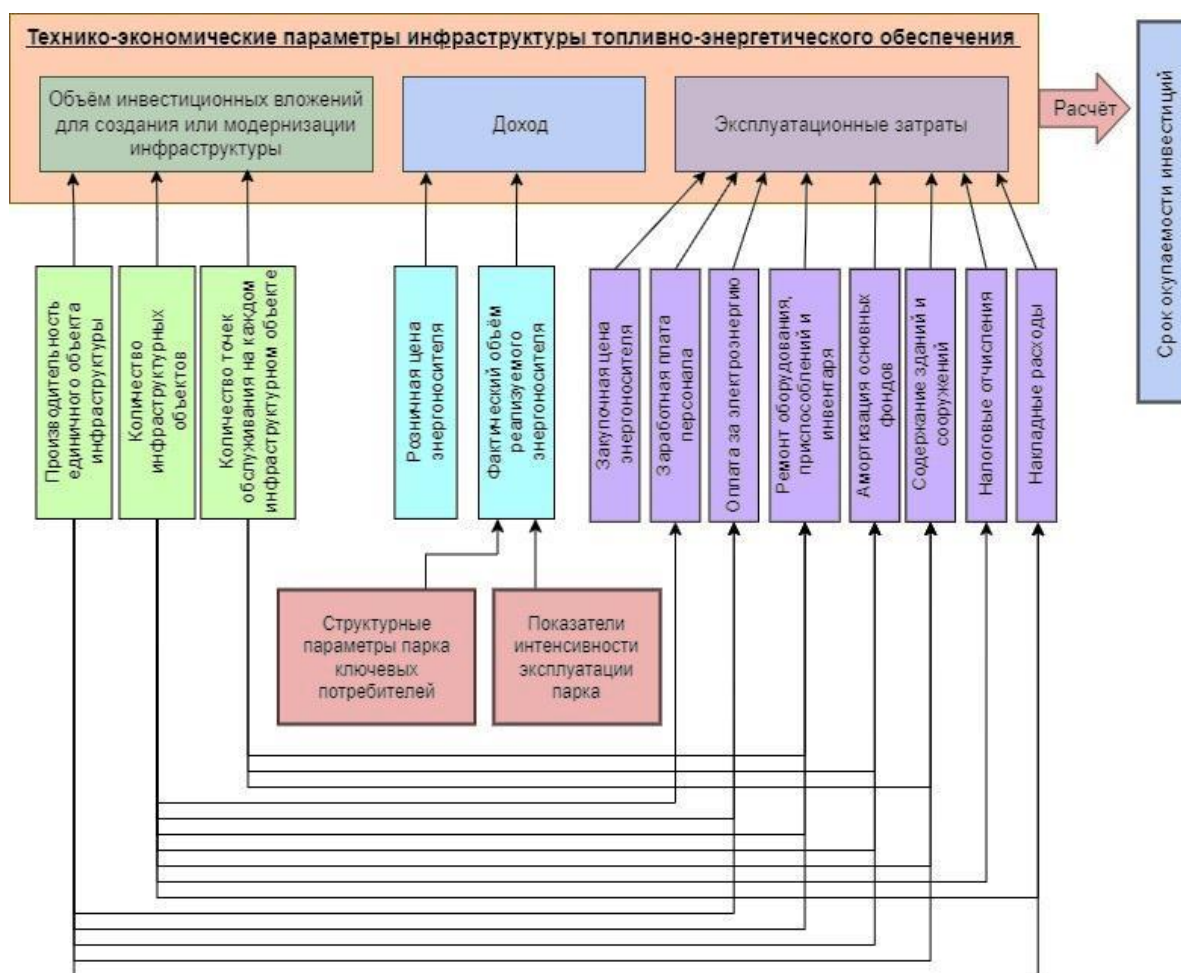 Технико-экономические параметры инфраструктуры топливно-энергетического обеспечения
Объём инвестиционных вложений
для создания или модернизации
инфраструктуры
Доход
Эксплуатационные затраты
Расчёт
Срок окупаемости инвестиций
Производительность
единичного объекта
инфраструктуры
Количество
инфраструктурных
объектов
Количество точек
обслуживания на каждом
инфраструктурном объекте
Розничная цена
энергоносителя
Фактический объём
реализуемого
энергоносителя
Закупочная цена
энергоносителя
Заработная плата
персонала
Оплата за электроэнергию
Ремонт оборудования,
приспособлений и
инвентаря
Амортизация основных
фондов
Содержание зданий и
сооружений
Налоговые отчисления
Накладные расходы
Структурные
параметры парка
ключевых
потребителей
Показатели
интенсивности
эксплуатации
парка